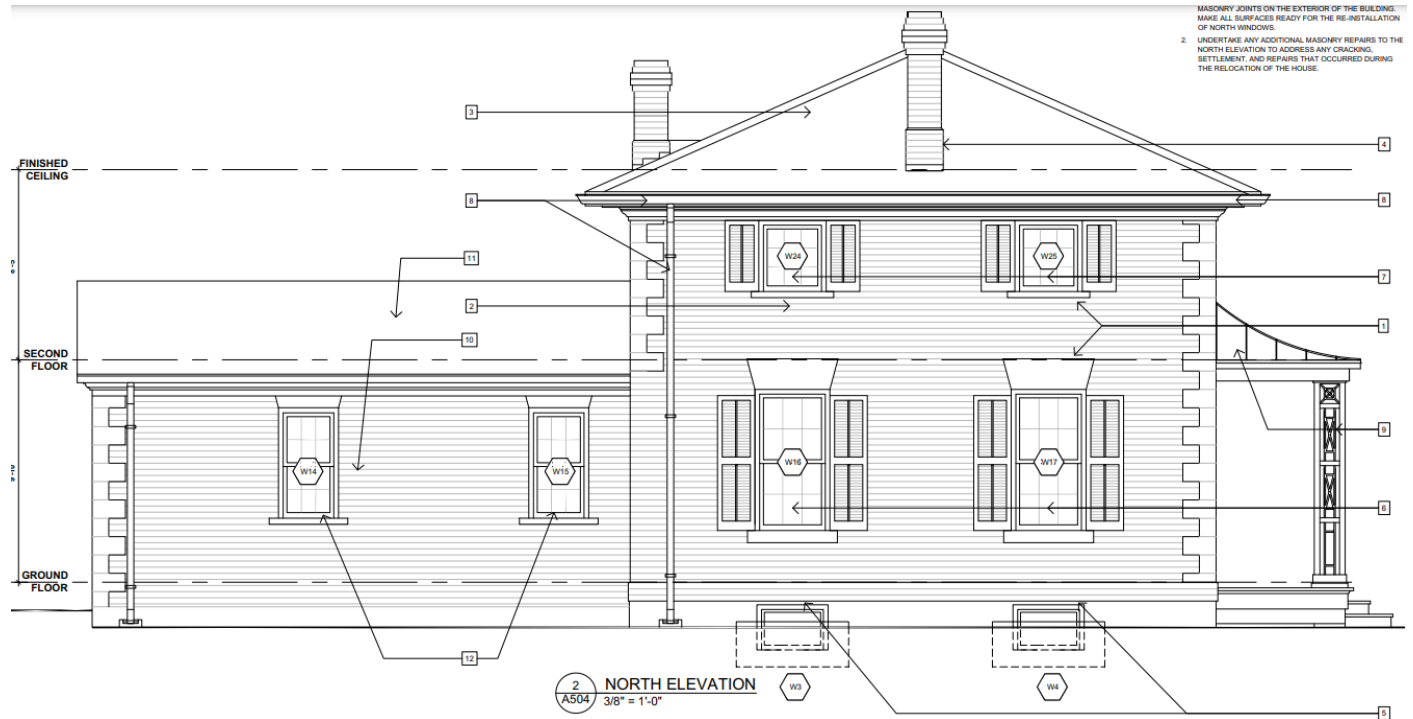 MASONRY JOINTS ON THE EXTERIOR OF THE BUILDING.
MAKE ALL SURFACES READY FOR THE RE-INSTALLATION
OF NORTH WINDOWS.
2. UNDERTAKE ANY ADDITIONAL MASONRY REPAIRS TO THE
NORTH ELEVATION TO ADDRESS ANY CRACKING,
SETTLEMENT, AND REPAIRS THAT OCCURRED DURING
THE RELOCATION OF THE HOUSE.
3
4
FINISHED
CEILING
8
8
W24
W25
11
7
2
1
10
SECOND
FLOOR
9
W14
W15
W16
W17
6
GROUND
FLOOR
12
2
A504
NORTH ELEVATION
3/8" = 1'-0"
W3
W4
5